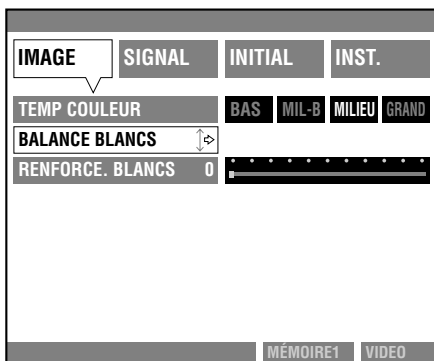 IMAGE SIGNAL INITIAL INST.
TEMP COULEUR BAS MIL-B MILIEU GRAND
BALANCE BLANCS
RENFORCE. BLANCS 0
MÉMOIRE1 VIDEO